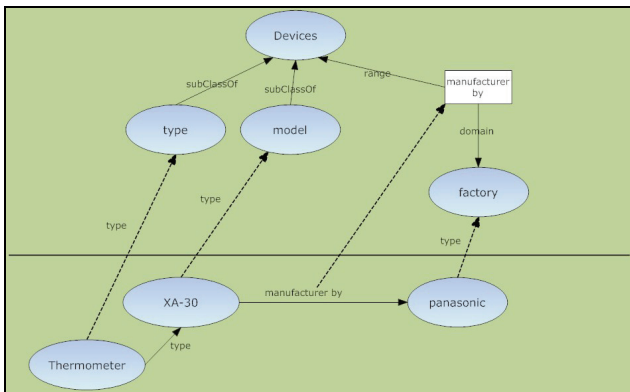 Devices
subClassOf
subClassOf
range
manufacturer
by
type
model
domain
factory
type
type
type
XA-30
manufacturer by
panasonic
Thermometer
type